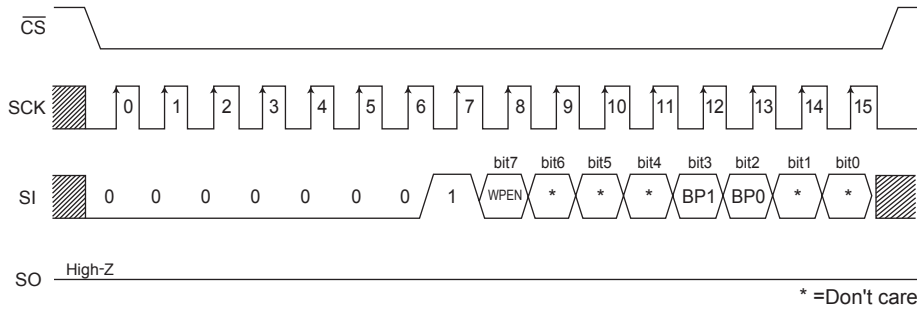 CS
SCK 0 1 2 3 4 5 6 7 8 9 10 11 12 13 14 15
bit7 bit6 bit5 bit4 bit3 bit2 bit1 bit0
SI 0 0 0 0 0 0 0 1 WPEN * * * BP1 BP0 * *
SO High-Z
* =Don't care